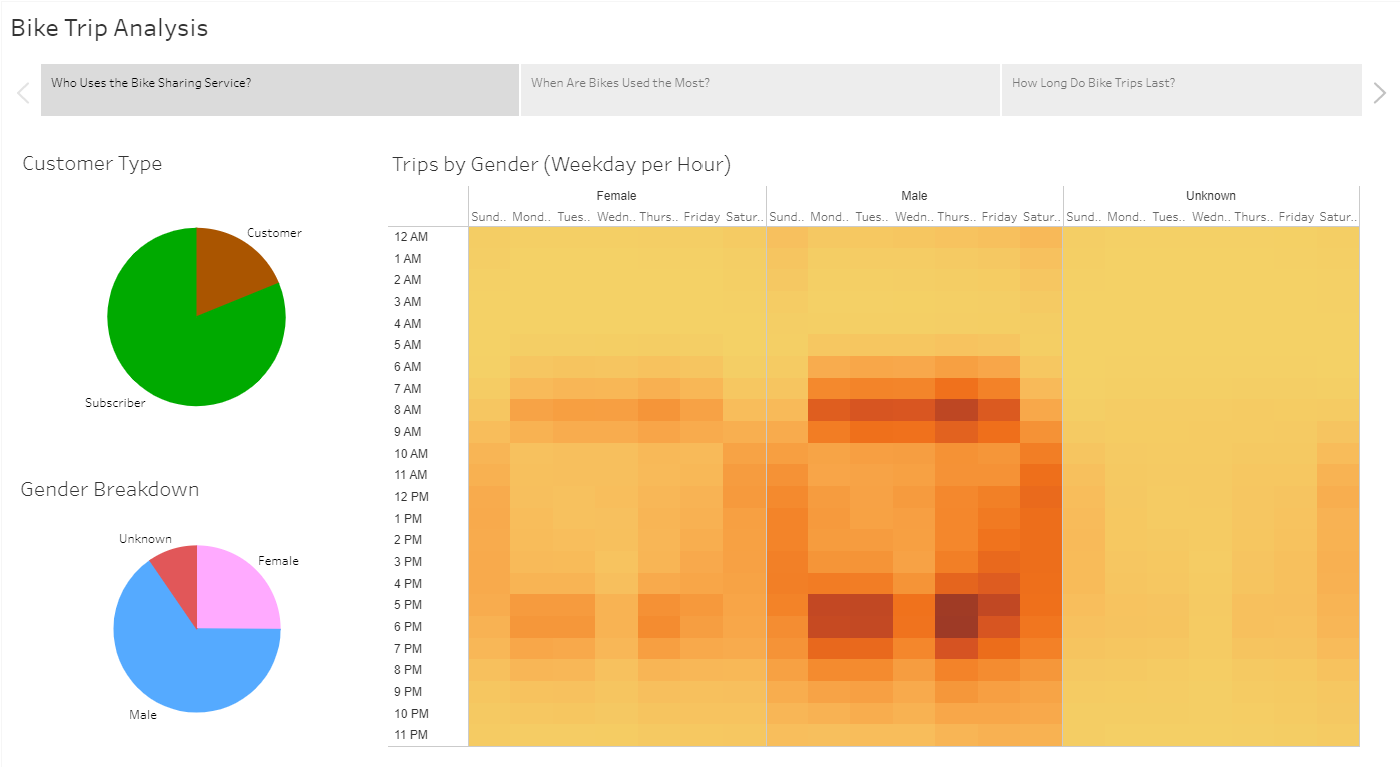 Bike Trip Analysis
Who Uses the Bike Sharing Service?
When Are Bikes Used the Most?
How Long Do Bike Trips Last?
Customer Type
Customer
Subscriber
Gender Breakdown
Unknown
Female
Male
Trips by Gender (Weekday per Hour)
Female Male Unknown
Sund.. Mond.. Tues.. Wedn.. Thurs.. Friday Satur.. Sund.. Mond.. Tues.. Wedn.. Thurs.. Friday Satur.. Sund.. Mond.. Tues.. Wedn.. Thurs.. Friday Satur..
12 AM
1 AM
2 AM
3 AM
4 AM
5 AM
6 AM
7 AM
8 AM
9 AM
10 AM
11 AM
12 PM
1 PM
2 PM
3 PM
4 PM
5 PM
6 PM
7 PM
8 PM
9 PM
10 PM
11 PM